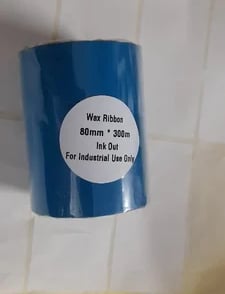 Wax Ribbon
80mm * 300m
Ink Out
For Industrial Use Only